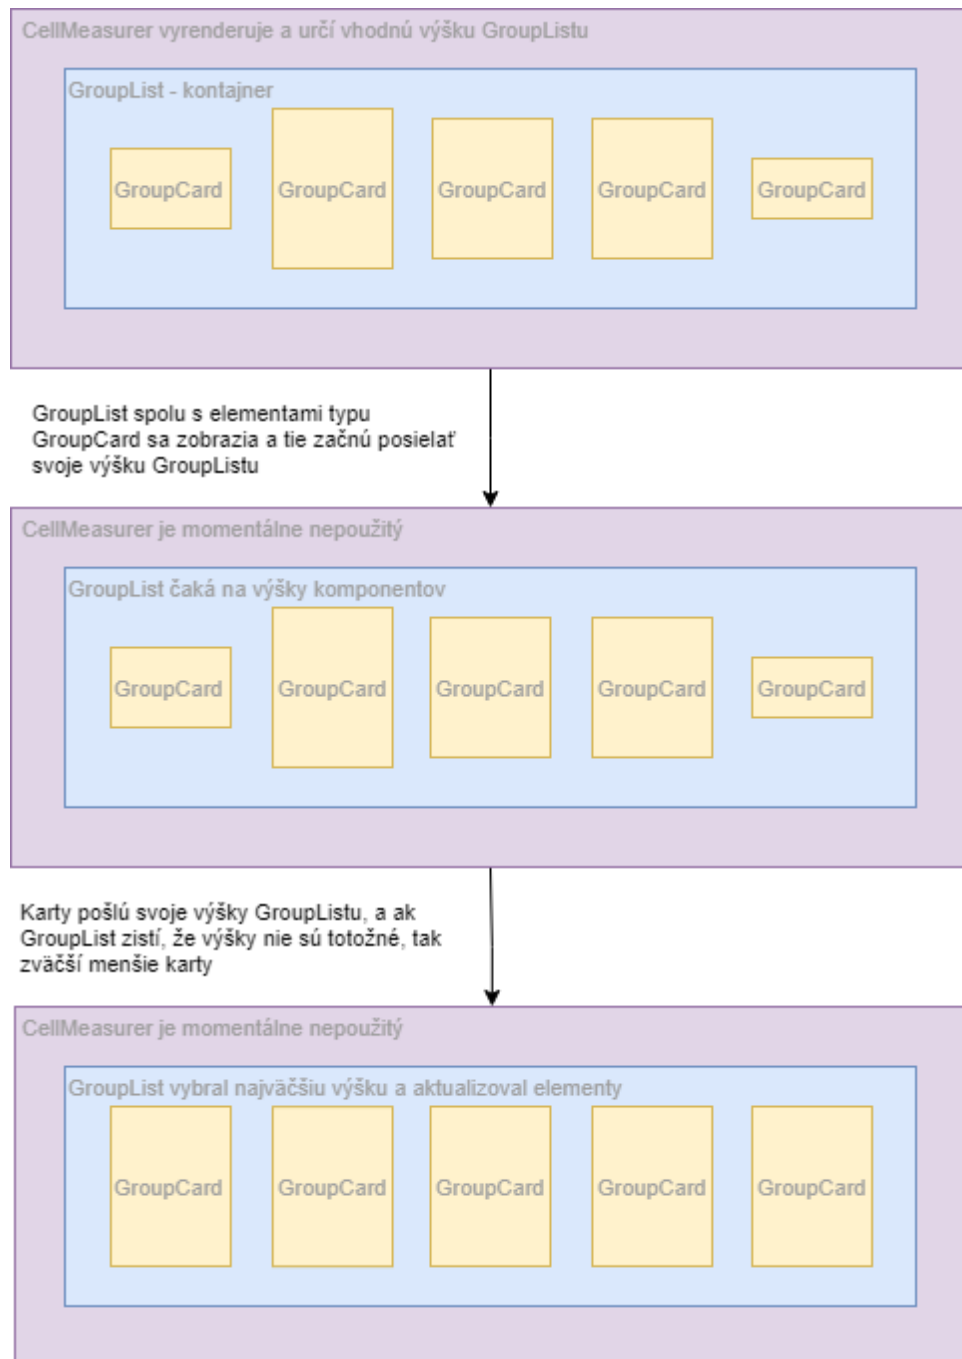 CellMeasurer vyrenderuje a určí vhodnú výšku GroupListu
GroupList - kontajner
GroupCard GroupCard GroupCard GroupCard GroupCard
GroupList spolu s elementami typu
GroupCard sa zobrazia a tie začnú posielať
svoje výšku GroupListu
CellMeasurer je momentálne nepoužitý
GroupList čaká na výšky komponentov
GroupCard GroupCard GroupCard GroupCard GroupCard
Karty pošlú svoje výšky GroupListu, a ak
GroupList zistí, že výšky nie sú totožné, tak
zväčší menšie karty
CellMeasurer je momentálne nepoužitý
GroupList vybral najväčšiu výšku a aktualizoval elementy
GroupCard GroupCard GroupCard GroupCard GroupCard